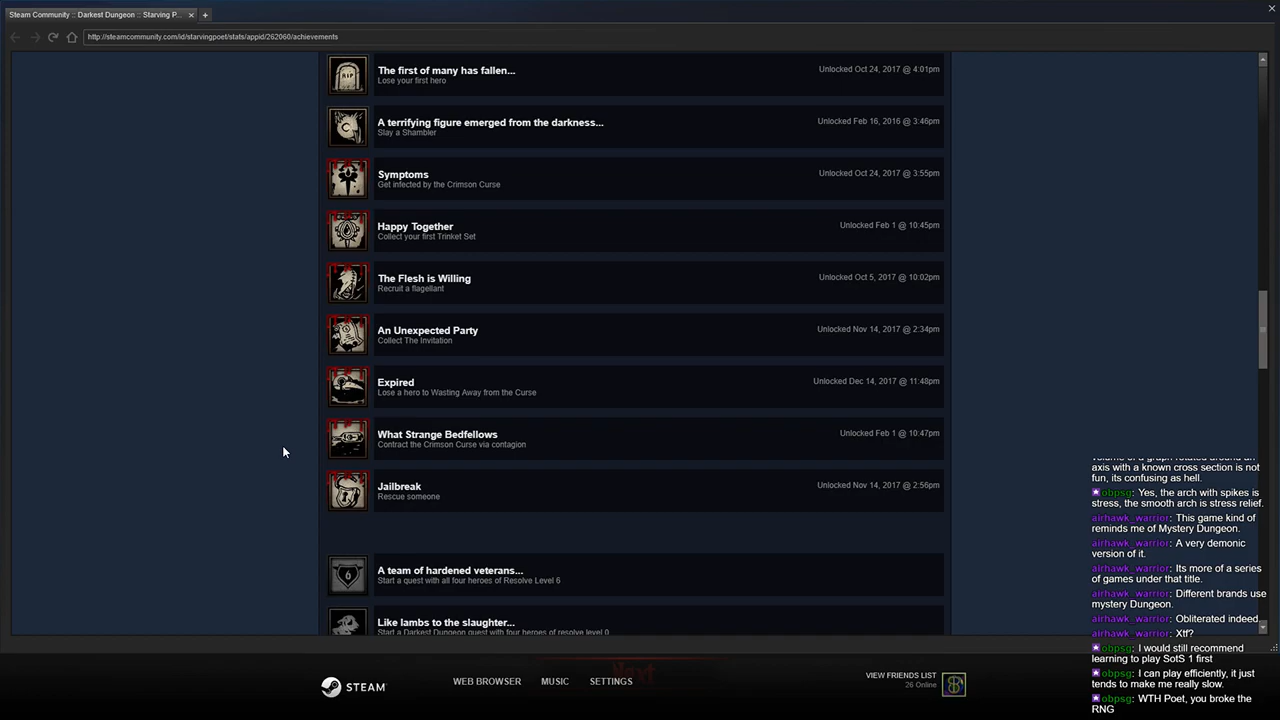 Steam Community :: Darkest Dungeon :: Starving P...
http://steamcommunity.com/id/starvingpoet/stats/appid/262060/achievements
The first of many has fallen...
Lose your first hero
Unlocked Oct 24, 2017 @ 4:01pm
A terrifying figure emerged from the darkness...
Slay a Shambler
Unlocked Feb 16, 2016 @ 3:46pm
Symptoms
Get infected by the Crimson Curse
Unlocked Oct 24, 2017 @ 3:55pm
Happy Together
Collect your first Trinket Set
Unlocked Feb 1 @ 10:45pm
The Flesh is Willing
Recruit a flagellant
Unlocked Oct 5, 2017 @ 10:02pm
An Unexpected Party
Collect The Invitation
Unlocked Nov 14, 2017 @ 2:34pm
Expired
Lose a hero to Wasting Away from the Curse
Unlocked Dec 14, 2017 @ 11:48pm
What Strange Bedfellows
Contract the Crimson Curse via contagion
Unlocked Feb 1 @ 10:47pm
Jailbreak
Rescue someone
Unlocked Nov 14, 2017 @ 2:56pm
A team of hardened veterans...
Start a quest with all four heroes of Resolve Level 6
Like lambs to the slaughter...
Start a Darkest Dungeon quest with four heroes of resolve level 0
volume of a graph rotated around an
axis with a known cross section is not
fun, its confusing as hell.
obpsg: Yes, the arch with spikes is
stress, the smooth arch is stress relief.
airhawk_warrior: This game kind of
reminds me of Mystery Dungeon.
airhawk_warrior: A very demonic
version of it.
airhawk_warrior: Its more of a series
of games under that title.
airhawk_warrior: Different brands use
mystery Dungeon.
airhawk_warrior: Obliterated indeed.
airhawk_warrior: Xtf?
obpsg: I would still recommend
learning to play SotS 1 first
obpsg: I can play efficiently, it just
tends to make me really slow.
obpsg: WTH Poet, you broke the
RNG
Next
STEAM
WEB BROWSER
MUSIC
SETTINGS
VIEW FRIENDS LIST
26 Online